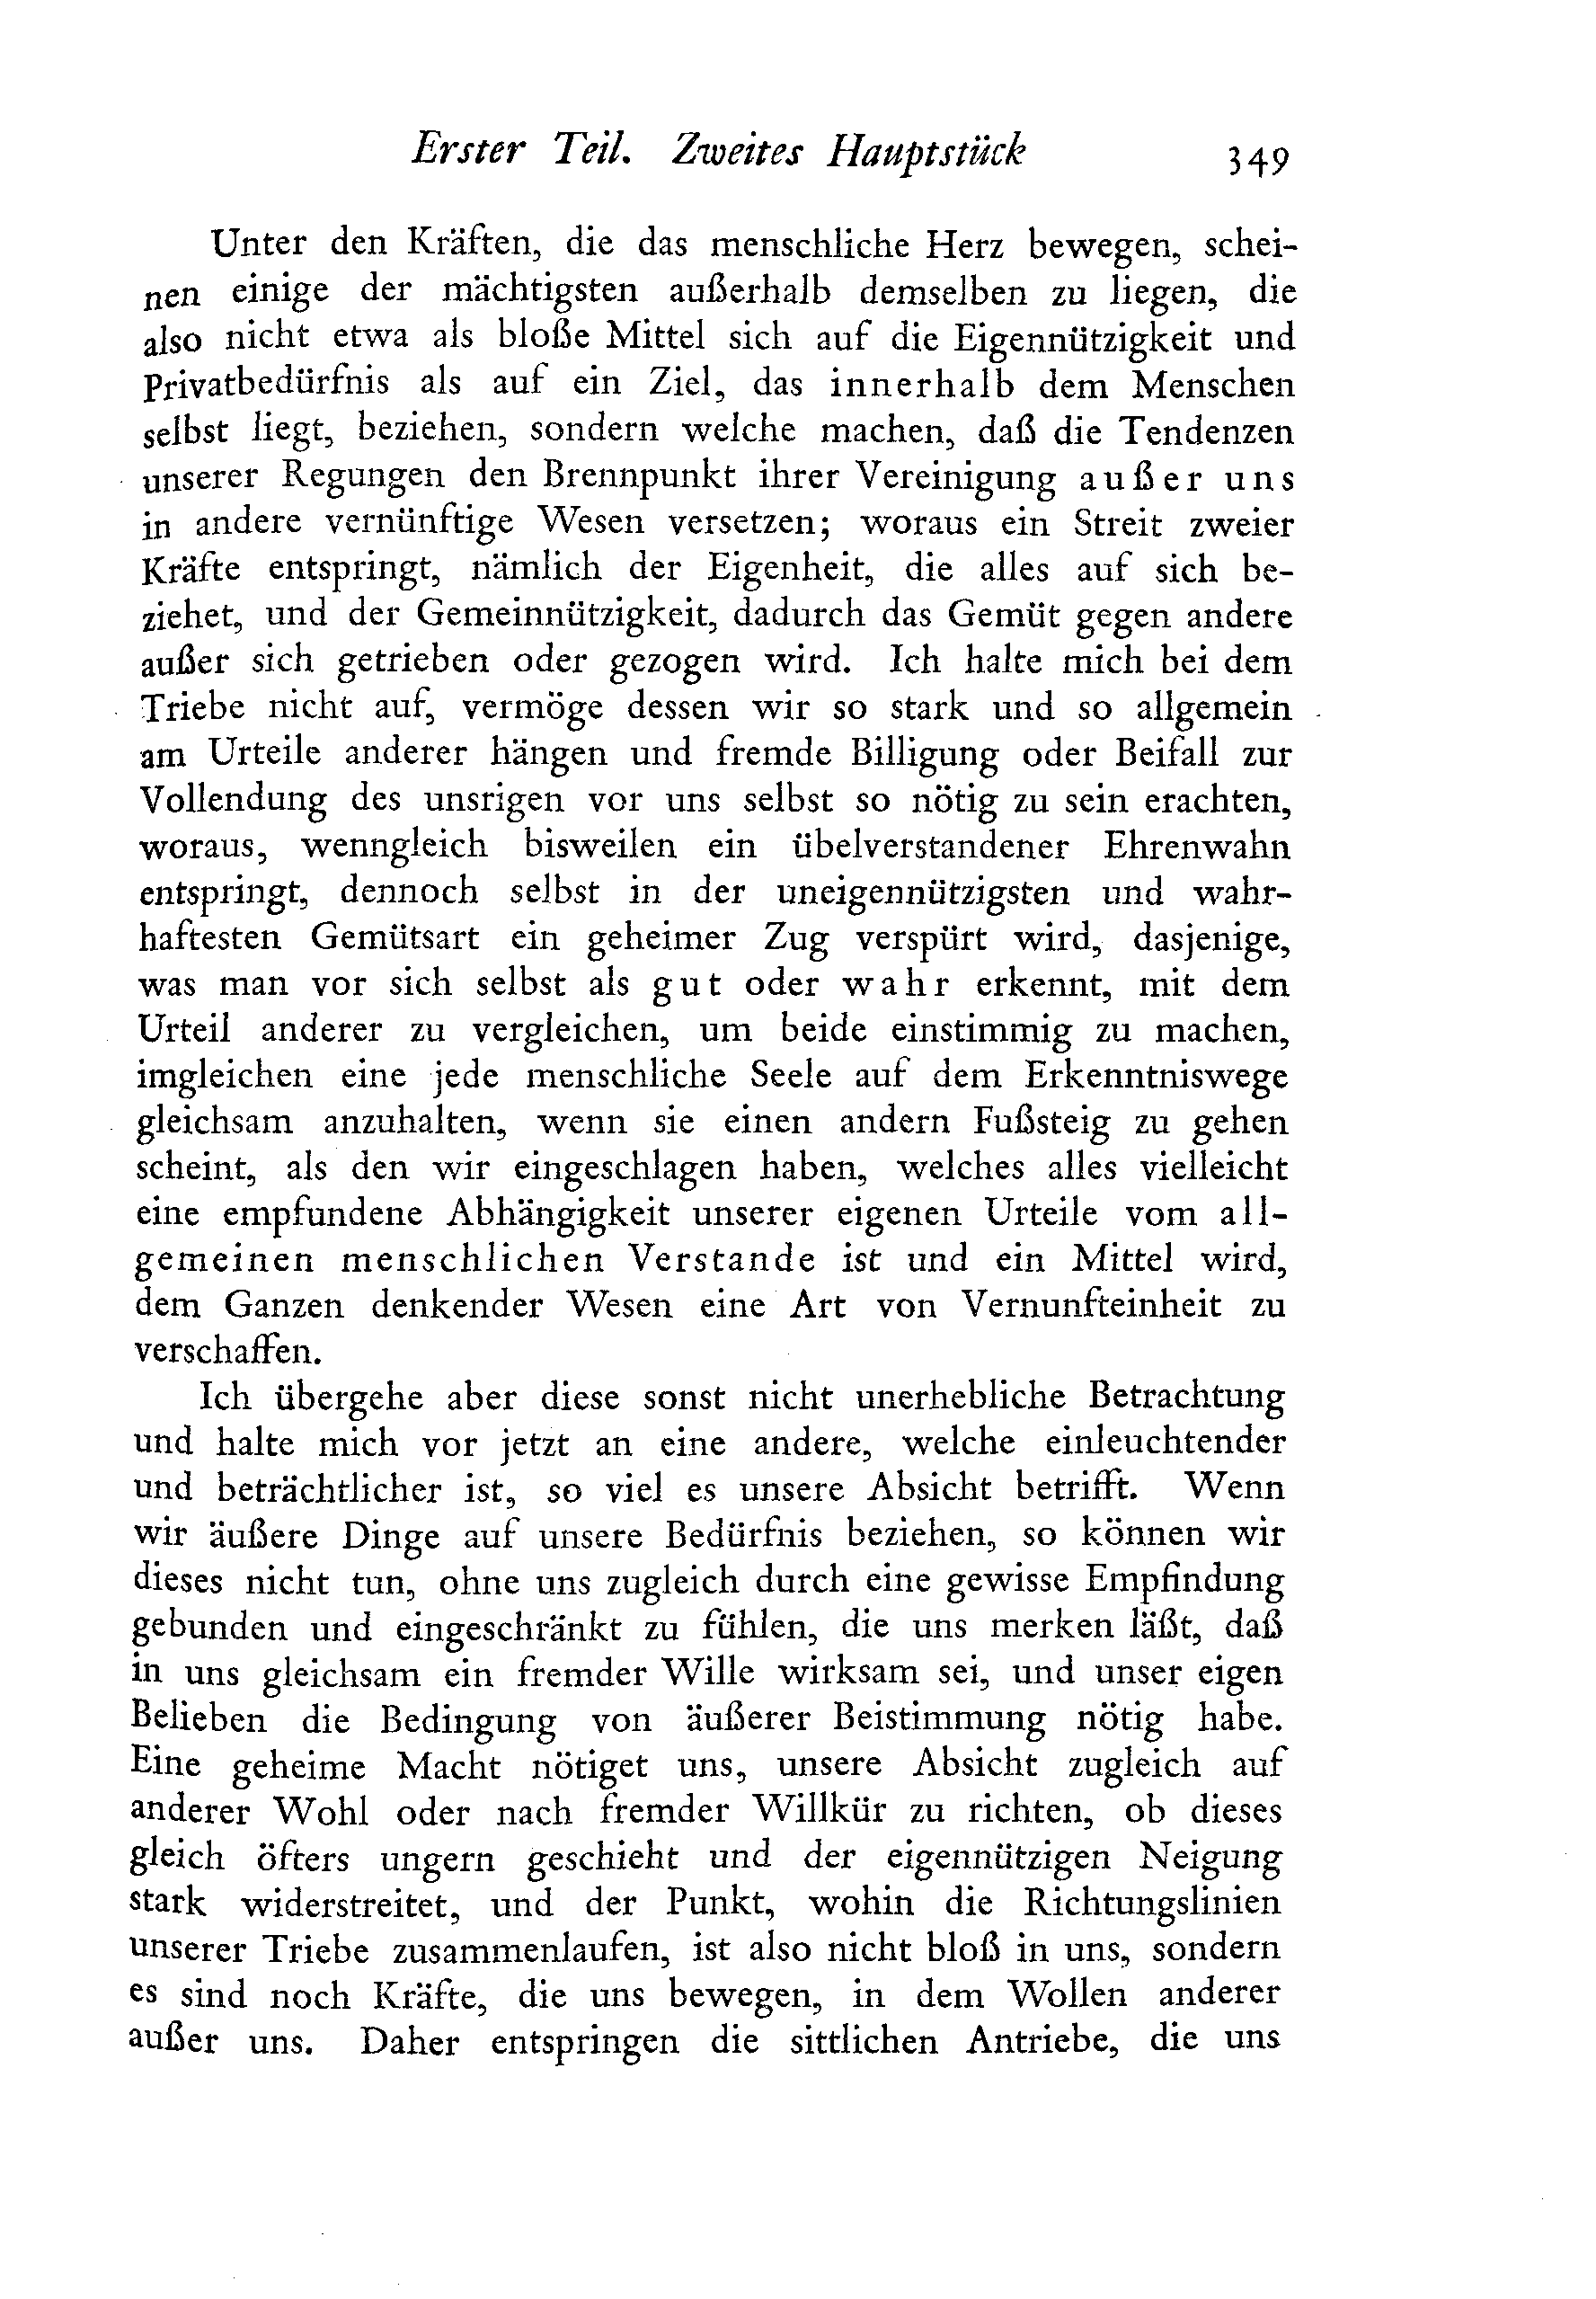 Erster Teil. Zweites Hauptstück 349
Unter den Kräften, die das menschliche Herz bewegen, schei-
nen einige der mächtigsten außerhalb demselben zu liegen, die
also nicht etwa als bloße Mittel sich auf die Eigennützigkeit und
Privatbedürfnis als auf ein Ziel, das innerhalb dem Menschen
selbst liegt, beziehen, sondern welche machen, daß die Tendenzen
unserer Regungen den Brennpunkt ihrer Vereinigung außer uns
in andere vernünftige Wesen versetzen; woraus ein Streit zweier
Kräfte entspringt, nämlich der Eigenheit, die alles auf sich be-
ziehet, und der Gemeinnützigkeit, dadurch das Gemüt gegen andere
außer sich getrieben oder gezogen wird. Ich halte mich bei dem
Triebe nicht auf, vermöge dessen wir so stark und so allgemein
am Urteile anderer hängen und fremde Billigung oder Beifall zur
Vollendung des unsrigen vor uns selbst so nötig zu sein erachten,
woraus, wenngleich bisweilen ein übelverstandener Ehrenwahn
entspringt, dennoch selbst in der uneigennützigsten und wahr-
haftesten Gemütsart ein geheimer Zug verspürt wird, dasjenige,
was man vor sich selbst als gut oder wahr erkennt, mit dem
Urteil anderer zu vergleichen, um beide einstimmig zu machen,
imgleichen eine jede menschliche Seele auf dem Erkenntniswege
gleichsam anzuhalten, wenn sie einen andern Fußsteig zu gehen
scheint, als den wir eingeschlagen haben, welches alles vielleicht
eine empfundene Abhängigkeit unserer eigenen Urteile vom all-
gemeinen menschlichen Verstande ist und ein Mittel wird,
dem Ganzen denkender Wesen eine Art von Vernunfteinheit zu
verschaffen.
Ich übergehe aber diese sonst nicht unerhebliche Betrachtung
und halte mich vor jetzt an eine andere, welche einleuchtender
und beträchtlicher ist, so viel es unsere Absicht betrifft. Wenn
wir äußere Dinge auf unsere Bedürfnis beziehen, so können wir
dieses nicht tun, ohne uns zugleich durch eine gewisse Empfindung
gebunden und eingeschränkt zu fühlen, die uns merken läßt, daß
in uns gleichsam ein fremder Wille wirksam sei, und unser eigen
Belieben die Bedingung von äußerer Beistimmung nötig habe.
Eine geheime Macht nötiget uns, unsere Absicht zugleich auf
anderer Wohl oder nach fremder Willkür zu richten, ob dieses
gleich öfters ungern geschieht und der eigennützigen Neigung
stark widerstreitet, und der Punkt, wohin die Richtungslinien
unserer Triebe zusammenlaufen, ist also nicht bloß in uns, sondern
es sind noch Kräfte, die uns bewegen, in dem Wollen anderer
außer uns. Daher entspringen die sittlichen Antriebe, die uns